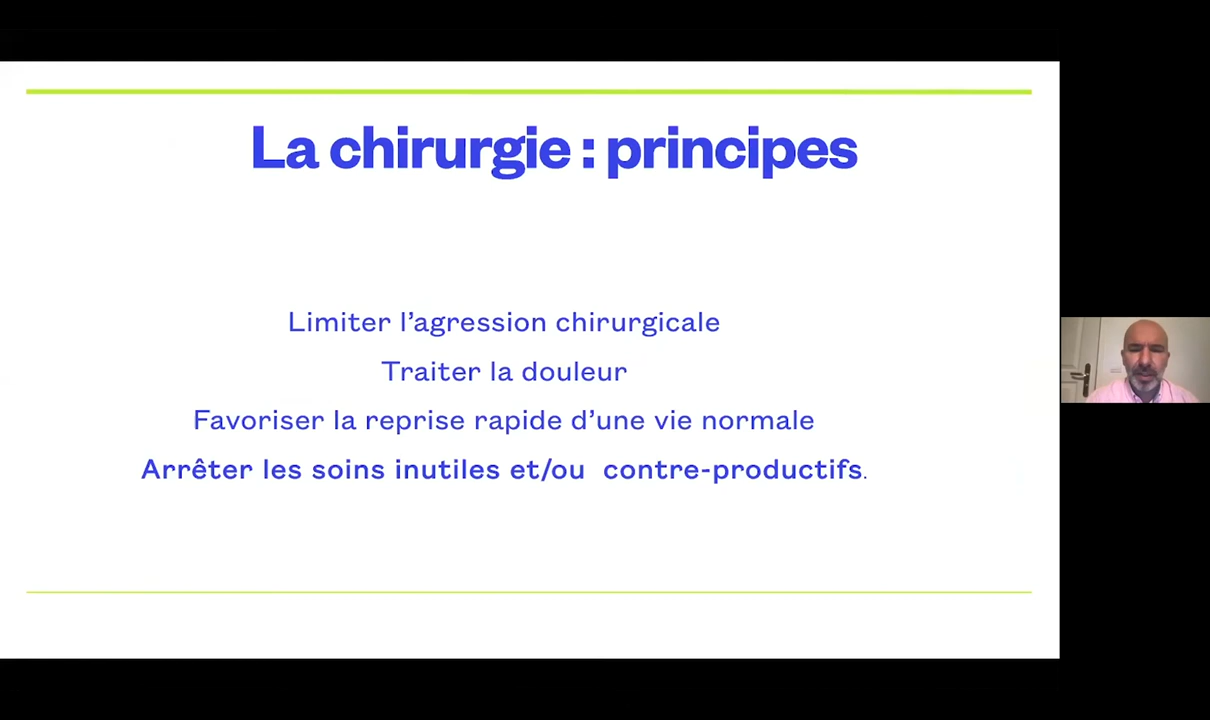 La chirurgie : principes
Limiter l’agression chirurgicale
Traiter la douleur
Favoriser la reprise rapide d’une vie normale
Arrêter les soins inutiles et/ou  contre-productifs.